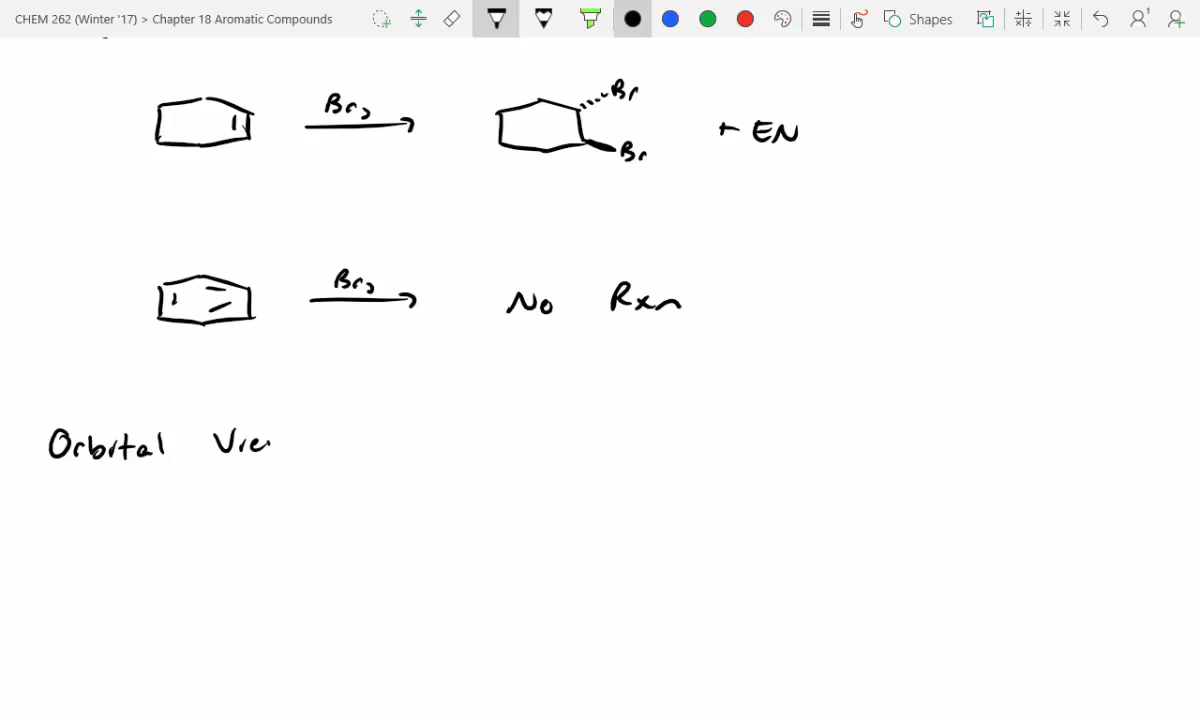 CHEM 262 (Winter '17) > Chapter 18 Aromatic Compounds Shapes
Br₂ Br
Br + EN
Br₂ No Rxn
Orbital Vie